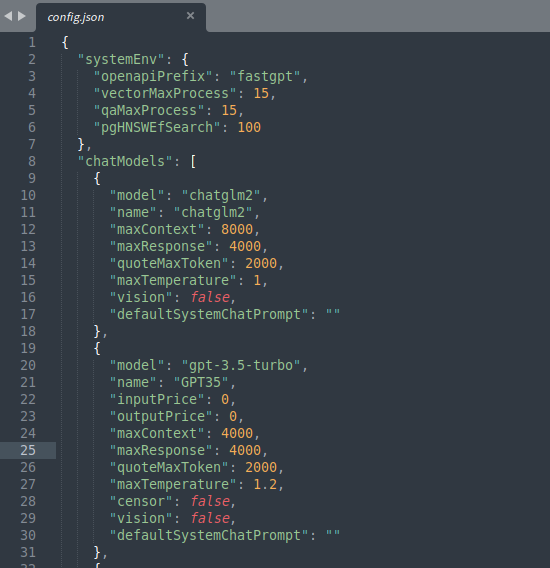 config.json ×
1 {
2 "systemEnv": {
3 "openapiPrefix": "fastgpt",
4 "vectorMaxProcess": 15,
5 "qaMaxProcess": 15,
6 "pgHNSWEfSearch": 100
7 },
8 "chatModels": [
9 {
10 "model": "chatglm2",
11 "name": "chatglm2",
12 "maxContext": 8000,
13 "maxResponse": 4000,
14 "quoteMaxToken": 2000,
15 "maxTemperature": 1,
16 "vision": false,
17 "defaultSystemChatPrompt": ""
18 },
19 {
20 "model": "gpt-3.5-turbo",
21 "name": "GPT35",
22 "inputPrice": 0,
23 "outputPrice": 0,
24 "maxContext": 4000,
25 "maxResponse": 4000,
26 "quoteMaxToken": 2000,
27 "maxTemperature": 1.2,
28 "censor": false,
29 "vision": false,
30 "defaultSystemChatPrompt": ""
31 },